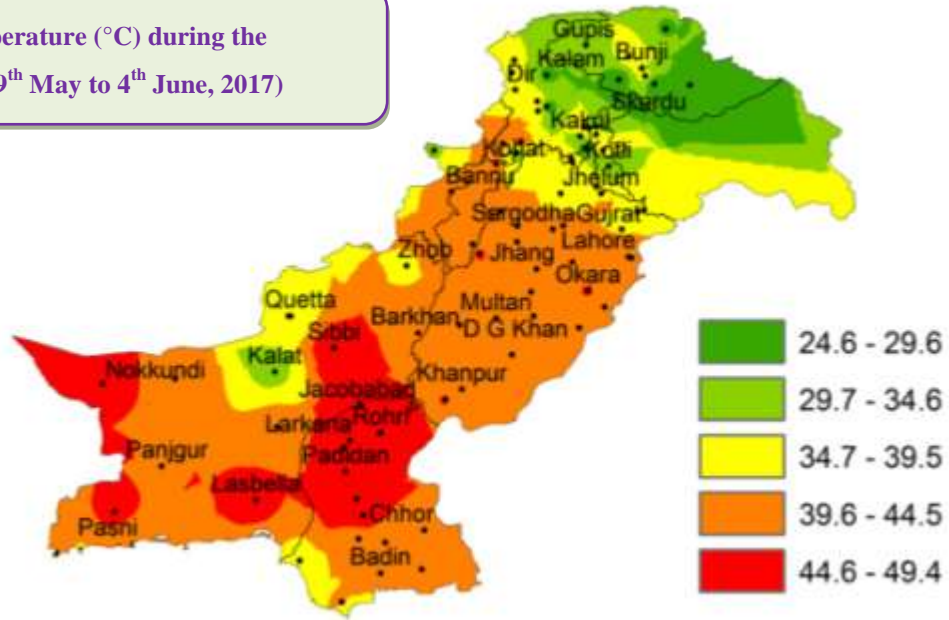 perature (°C) during the
9th May to 4th June, 2017)
Gupis
Kalam
Bunji
Dir
Skardu
Kakul
Kohat
Kotli
Bannu
Jhelum
Sargodha
Gujrat
Lahore
Zhob
Jhang
Okara
Quetta
Multan
Barkhan
Sibbi
D G Khan
Kalat
Nokkundi
Khanpur
Jacobabad
Larkana
Rohri
Panjgur
Padidan
Lasbella
Chhor
Pasni
Badin
24.6 - 29.6
29.7 - 34.6
34.7 - 39.5
39.6 - 44.5
44.6 - 49.4